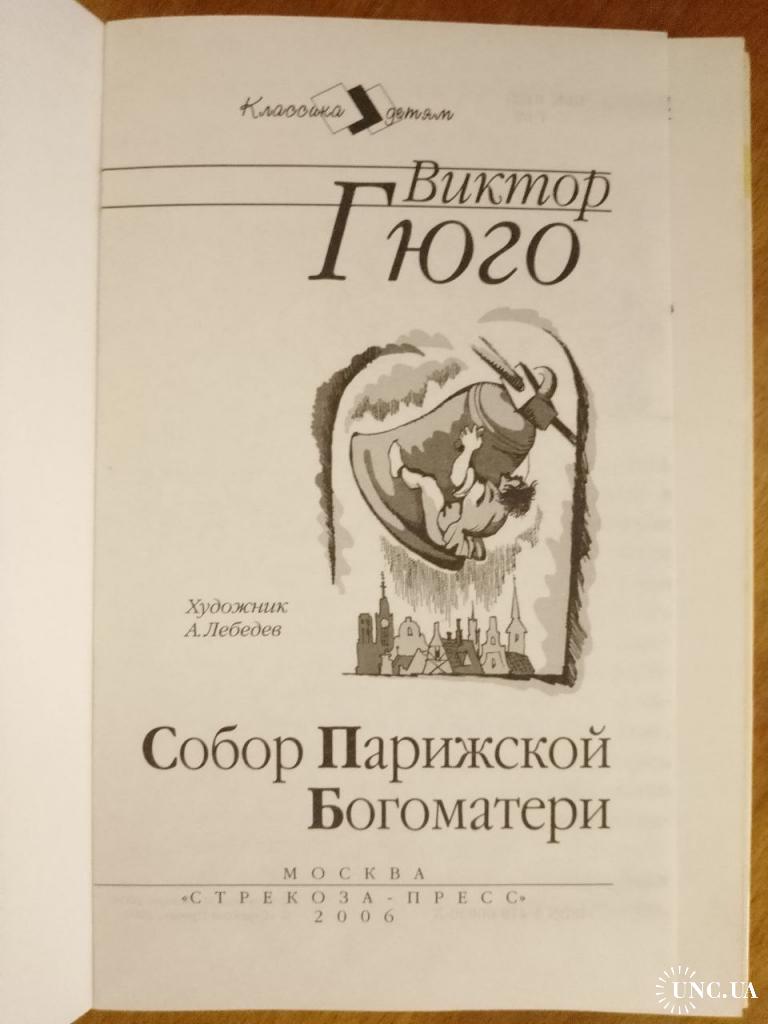 Классика детям
Виктор
Гюго
Художник
А. Лебедев
Собор Парижской
Богоматери
МОСКВА
«СТРЕКОЗА-ПРЕСС»
2006
UNC.UA